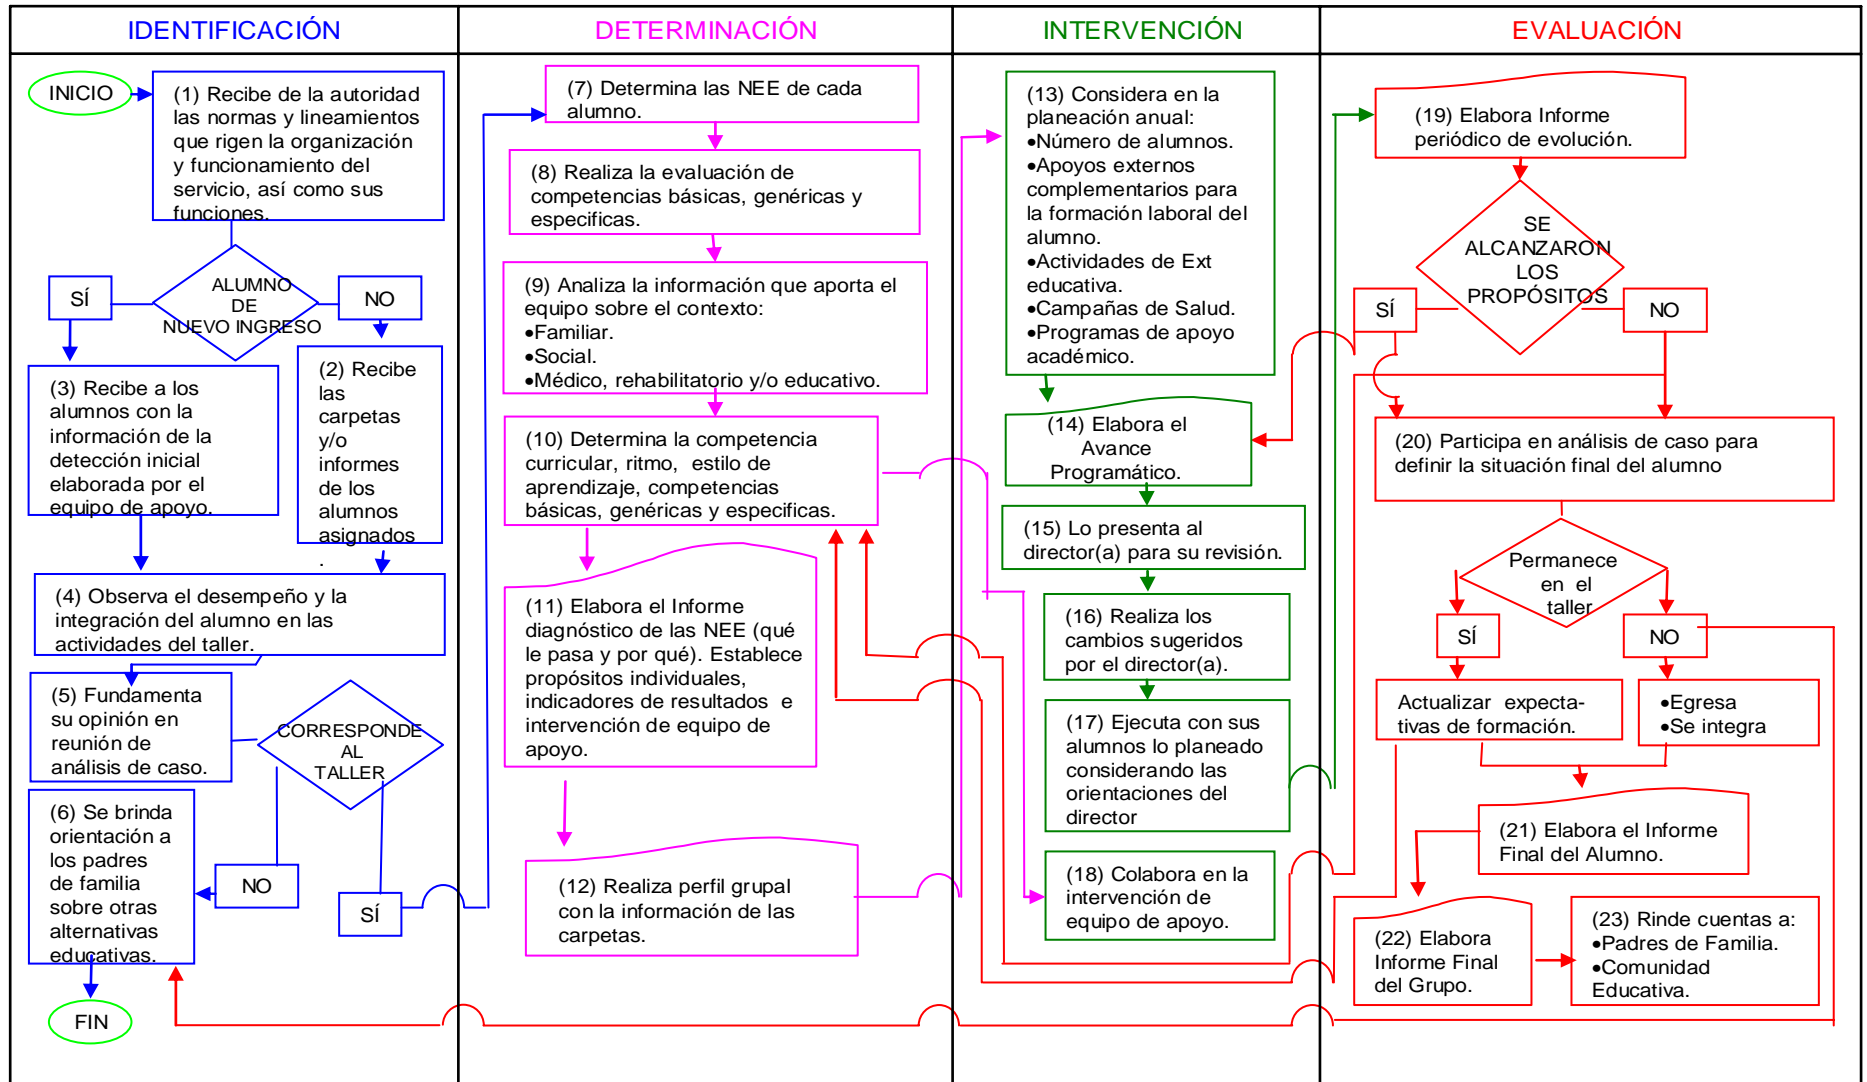 IDENTIFICACIÓN
INICIO
(1) Recibe de la autoridad
las normas y lineamientos
que rigen la organización
y funcionamiento del
servicio, así como sus
funciones.
ALUMNO
DE
NUEVO INGRESO
SÍ
NO
(3) Recibe a los
alumnos con la
información de la
detección inicial
elaborada por el
equipo de apoyo.
(2) Recibe
las
carpetas
y/o
informes
de los
alumnos
asignados
.
(4) Observa el desempeño y la
integración del alumno en las
actividades del taller.
(5) Fundamenta
su opinión en
reunión de
análisis de caso.
CORRESPONDE
AL
TALLER
(6) Se brinda
orientación a
los padres
de familia
sobre otras
alternativas
educativas.
NO
SÍ
FIN
DETERMINACIÓN
(7) Determina las NEE de cada
alumno.
(8) Realiza la evaluación de
competencias básicas, genéricas y
especificas.
(9) Analiza la información que aporta el
equipo sobre el contexto:
•Familiar.
•Social.
•Médico, rehabilitatorio y/o educativo.
(10) Determina la competencia
curricular, ritmo, estilo de
aprendizaje, competencias
básicas, genéricas y especificas.
(11) Elabora el Informe
diagnóstico de las NEE (qué
le pasa y por qué). Establece
propósitos individuales,
indicadores de resultados e
intervención de equipo de
apoyo.
(12) Realiza perfil grupal
con la información de las
carpetas.
INTERVENCIÓN
(13) Considera en la
planeación anual:
•Número de alumnos.
•Apoyos externos
complementarios para
la formación laboral del
alumno.
•Actividades de Ext
educativa.
•Campañas de Salud.
•Programas de apoyo
académico.
(14) Elabora el
Avance
Programático.
(15) Lo presenta al
director(a) para su revisión.
(16) Realiza los
cambios sugeridos
por el director(a).
(17) Ejecuta con sus
alumnos lo planeado
considerando las
orientaciones del
director
(18) Colabora en la
intervención de
equipo de apoyo.
EVALUACIÓN
(19) Elabora Informe
periódico de evolución.
SE
ALCANZARON
LOS
PROPÓSITOS
SÍ
NO
(20) Participa en análisis de caso para
definir la situación final del alumno
Permanece
en el
taller
SÍ
NO
Actualizar expecta-
tivas de formación.
•Egresa
•Se integra
(21) Elabora el Informe
Final del Alumno.
(22) Elabora
Informe Final
del Grupo.
(23) Rinde cuentas a:
•Padres de Familia.
•Comunidad
Educativa.